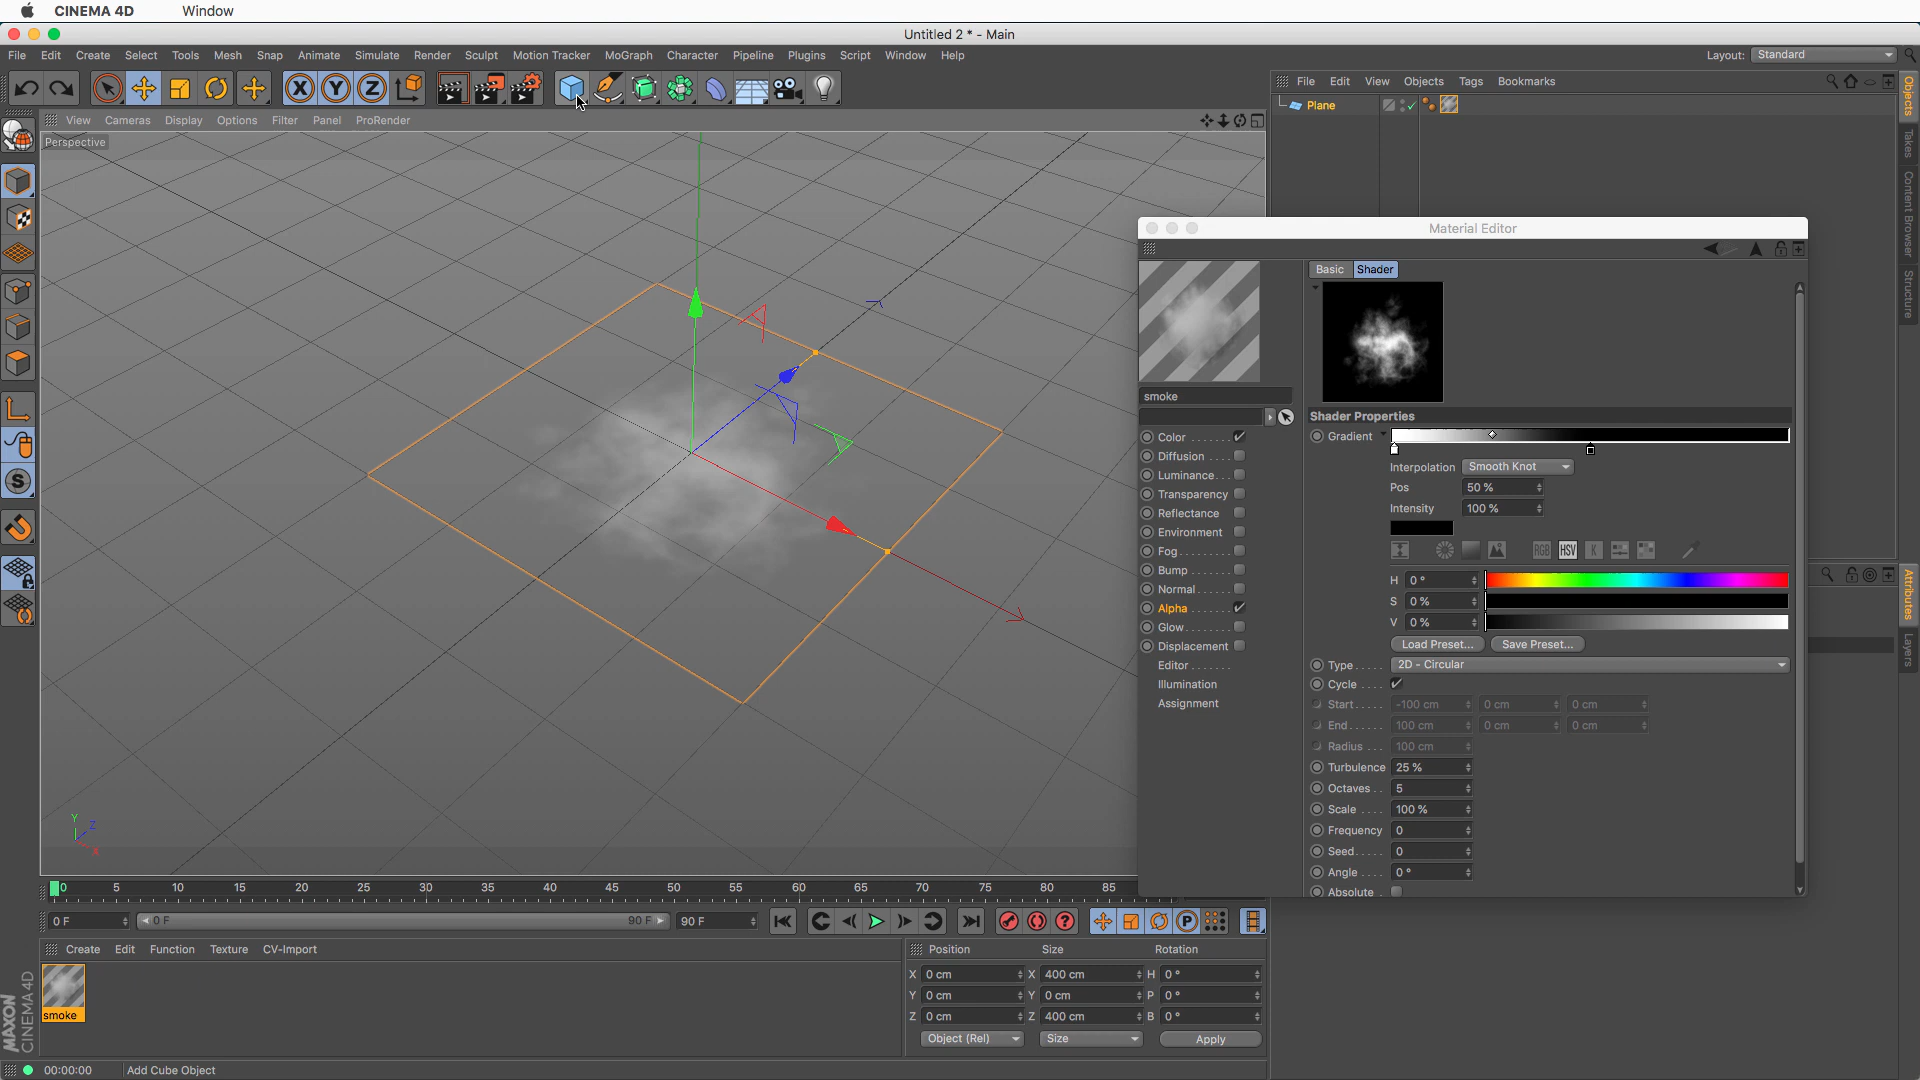 CINEMA 4D Window
Untitled 2 * - Main
File Edit Create Select Tools Mesh Snap Animate Simulate Render Sculpt Motion Tracker MoGraph Character Pipeline Plugins Script Window Help
Layout: Standard
File Edit View Objects Tags Bookmarks
Plane
Objects
Takes
Content Browser
Structure
View Cameras Display Options Filter Panel ProRender
Perspective
Material Editor
Basic Shader
smoke
Shader Properties
Color
Diffusion
Luminance
Transparency
Reflectance
Environment
Fog
Bump
Normal
Alpha
Glow
Displacement
Editor
Illumination
Assignment
Gradient
Interpolation Smooth Knot
Pos 50 %
Intensity 100 %
RGB HSV K
H 0 °
S 0 %
V 0 %
Load Preset... Save Preset...
Type 2D - Circular
Cycle
Start -100 cm 0 cm 0 cm
End 100 cm 0 cm 0 cm
Radius 100 cm
Turbulence 25 %
Octaves 5
Scale 100 %
Frequency 0
Seed 0
Angle 0 °
Absolute
Attributes
Layers
Y Z X
0 5 10 15 20 25 30 35 40 45 50 55 60 65 70 75 80 85
0 F 0 F 90 F 90 F
Create Edit Function Texture CV-Import
smoke
Position Size Rotation
X 0 cm X 400 cm H 0 °
Y 0 cm Y 0 cm P 0 °
Z 0 cm Z 400 cm B 0 °
Object (Rel) Size Apply
MAXON
CINEMA 4D
00:00:00 Add Cube Object